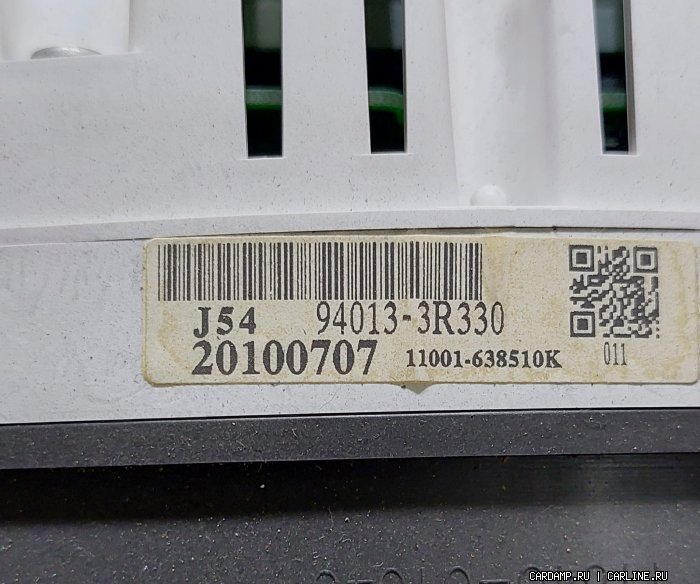 J54 94013-3R330
20100707 11001-638510K 011
CARDAMP.RU | CARLINE.RU